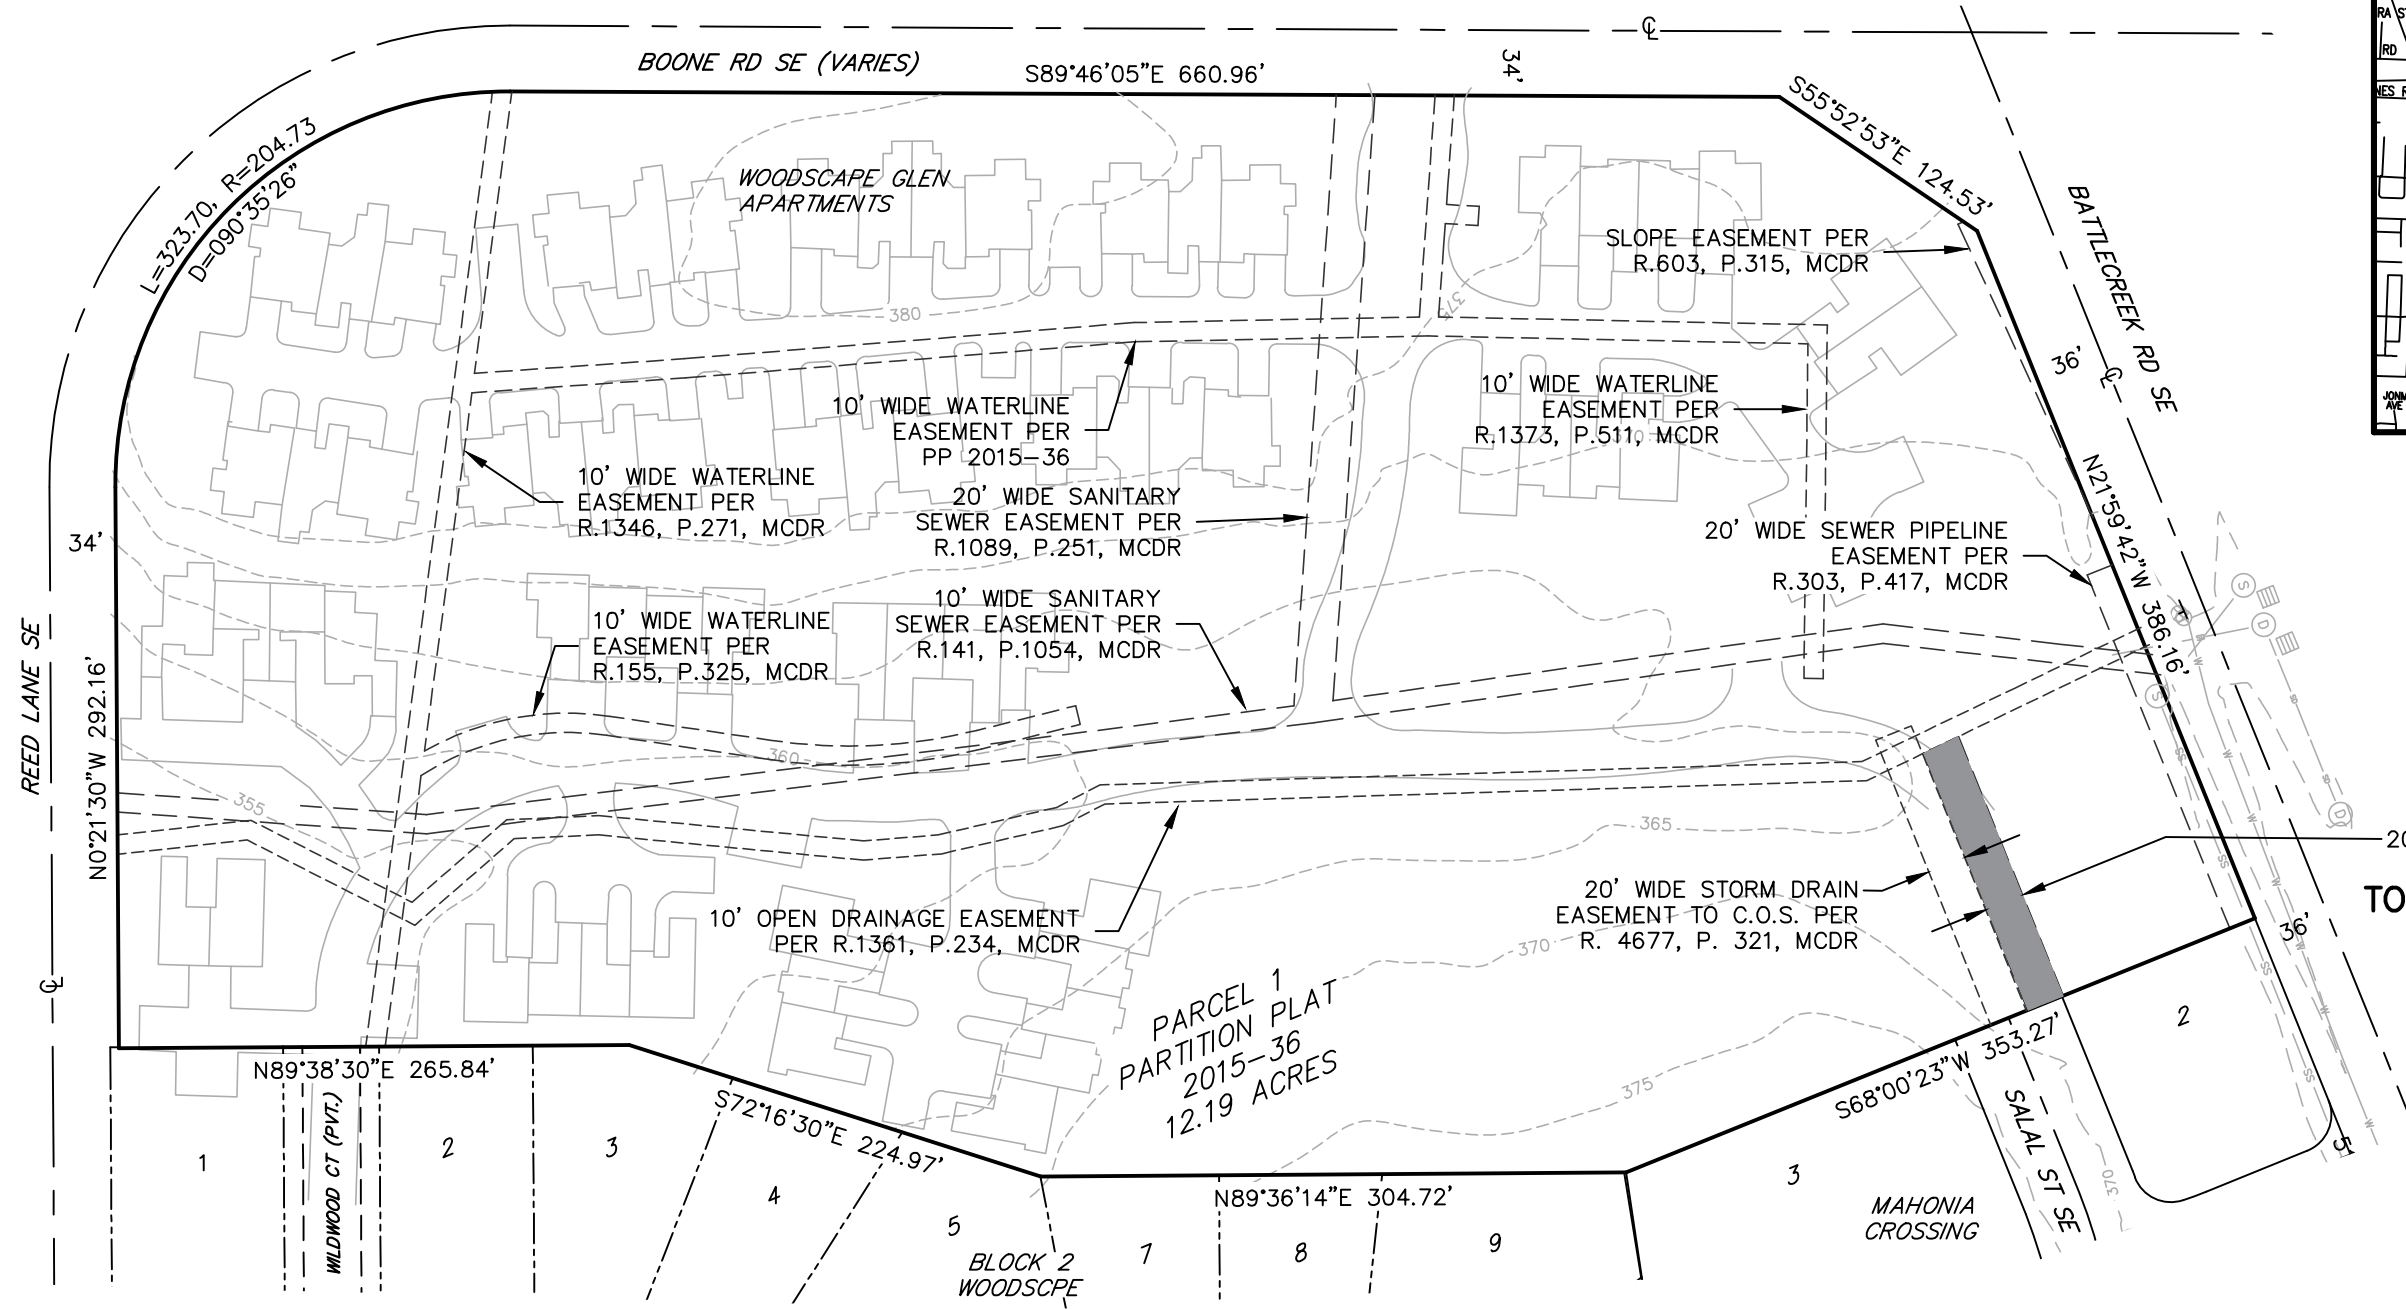 BOONE RD SE (VARIES)
S89°46'05"E 660.96'
34'
℄
S55°52'53"E 124.53'
RA S
RD
NES R
JONM
AVE
L=323.70, R=204.73
D=090°35'26"
WOODSCAPE GLEN
APARTMENTS
SLOPE EASEMENT PER
R.603, P.315, MCDR
BATTLECREEK RD SE
36'
℄
380
375
10' WIDE WATERLINE
EASEMENT PER
PP 2015-36
10' WIDE WATERLINE
EASEMENT PER
R.1373, P.511, MCDR
370
10' WIDE WATERLINE
EASEMENT PER
R.1346, P.271, MCDR
20' WIDE SANITARY
SEWER EASEMENT PER
R.1089, P.251, MCDR
20' WIDE SEWER PIPELINE
EASEMENT PER
R.303, P.417, MCDR
N21°59'42"W 386.16'
34'
REED LANE SE
N0°21'30"W 292.16'
℄
10' WIDE WATERLINE
EASEMENT PER
R.155, P.325, MCDR
10' WIDE SANITARY
SEWER EASEMENT PER
R.141, P.1054, MCDR
S
D
S
D
W
SS
360
355
365
10' OPEN DRAINAGE EASEMENT
PER R.1361, P.234, MCDR
20' WIDE STORM DRAIN
EASEMENT TO C.O.S. PER
R. 4677, P. 321, MCDR
20
TO
36'
370
PARCEL 1
PARTITION PLAT
2015-36
12.19 ACRES
375
N89°38'30"E 265.84'
S72°16'30"E 224.97'
N89°36'14"E 304.72'
S68°00'23"W 353.27'
WILDWOOD CT (PVT.)
SALAL ST SE
370
5'
1
2
3
4
5
7
8
9
3
2
BLOCK 2
WOODSCPE
MAHONIA
CROSSING